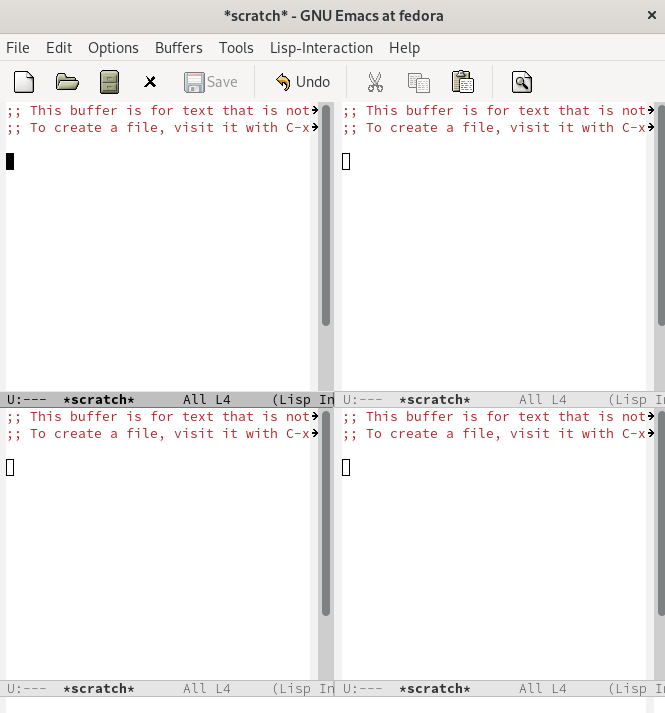 *scratch* - GNU Emacs at fedora
File Edit Options Buffers Tools Lisp-Interaction Help
Save Undo
;; This buffer is for text that is not
;; To create a file, visit it with C-x
;; This buffer is for text that is not
;; To create a file, visit it with C-x
U:--- *scratch* All L4 (Lisp In
U:--- *scratch* All L4 (Lisp In
;; This buffer is for text that is not
;; To create a file, visit it with C-x
;; This buffer is for text that is not
;; To create a file, visit it with C-x
U:--- *scratch* All L4 (Lisp In
U:--- *scratch* All L4 (Lisp In